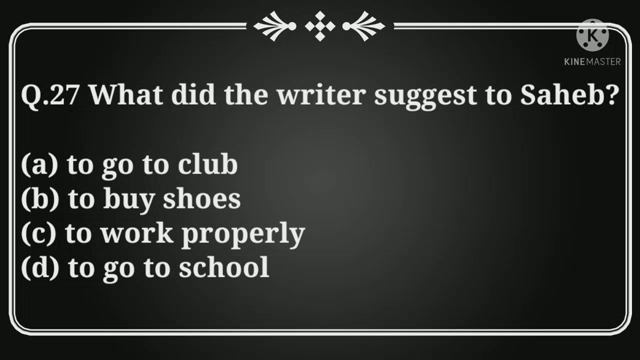 K
KINEMASTER
Q.27 What did the writer suggest to Saheb?
(a) to go to club
(b) to buy shoes
(c) to work properly
(d) to go to school